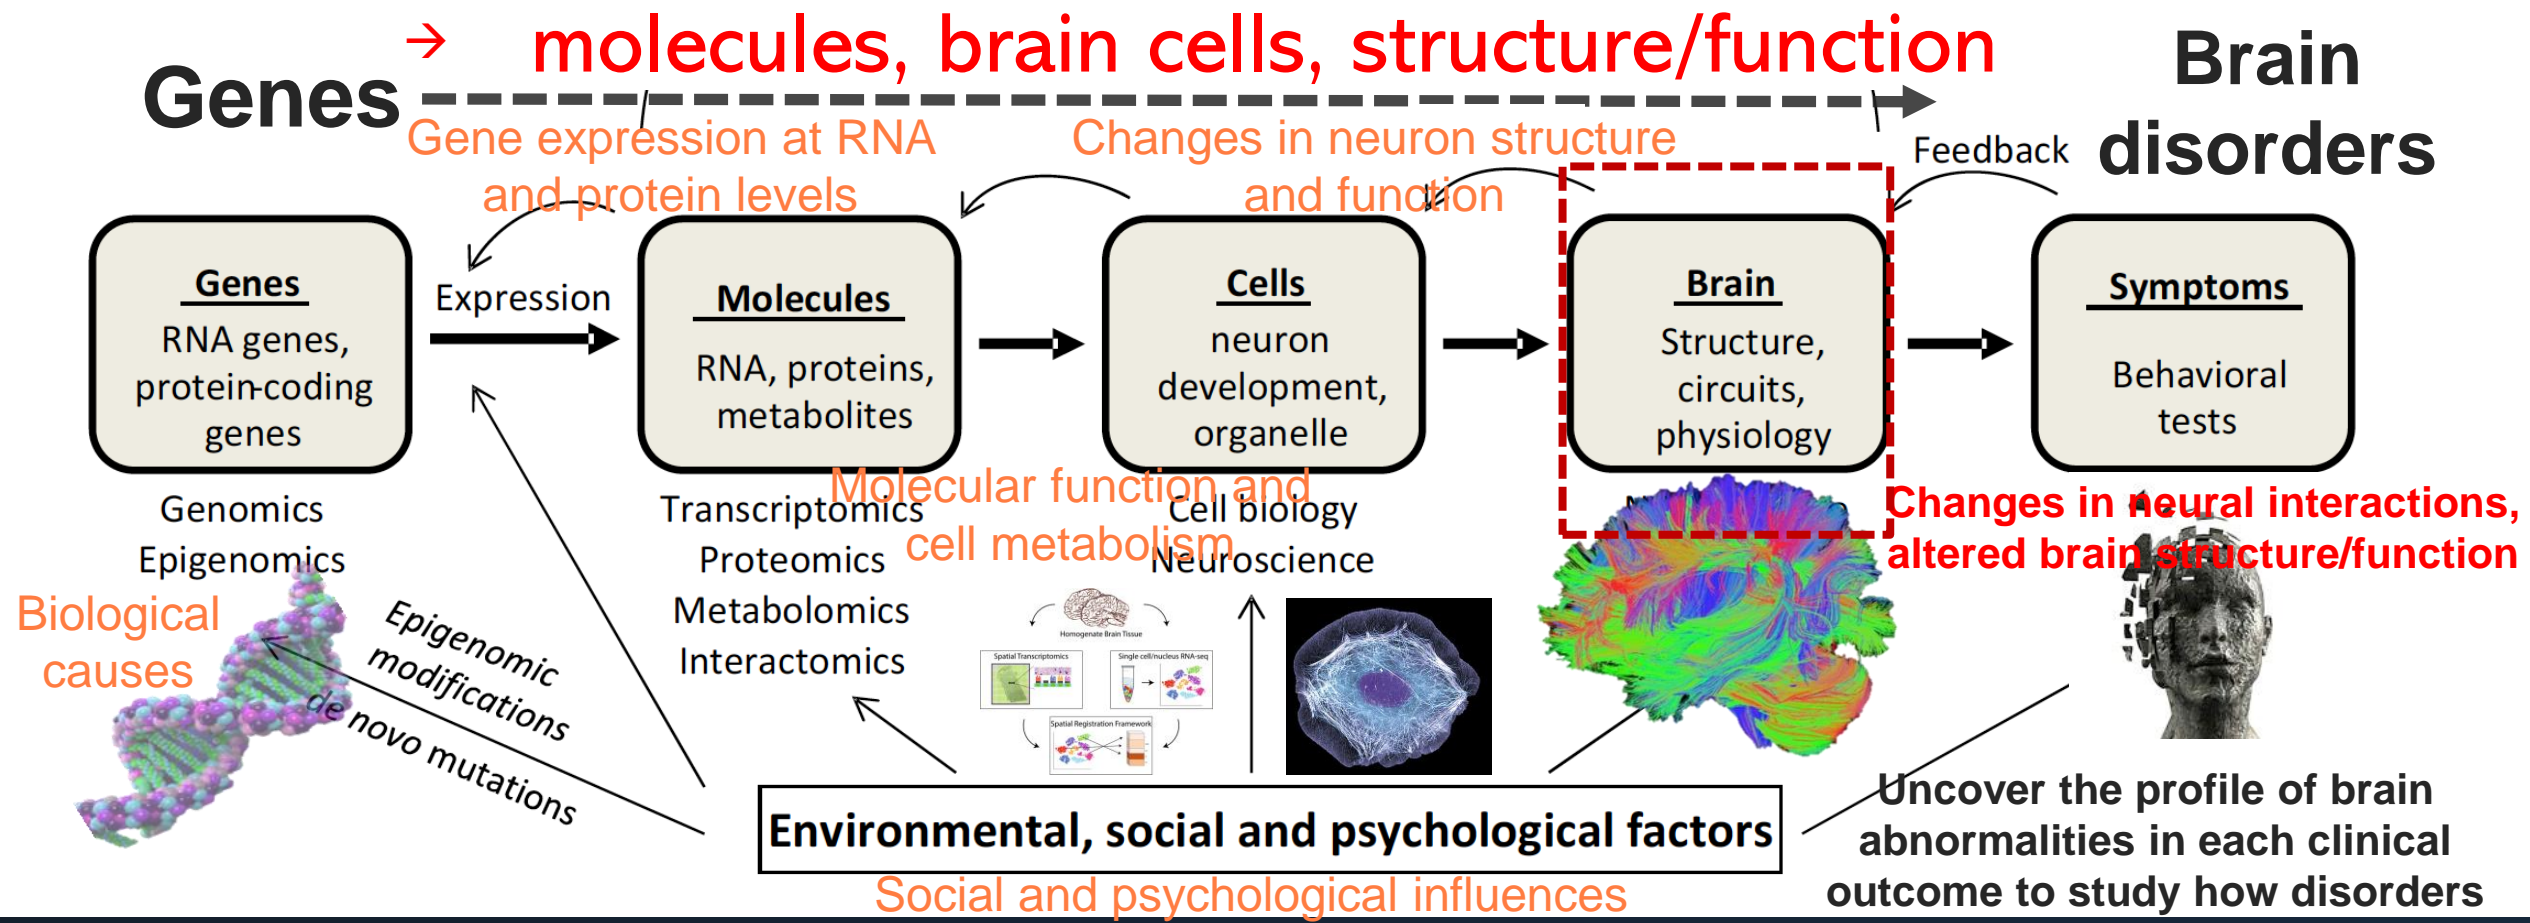 → molecules, brain cells, structure/function
Genes
Brain
disorders
Gene expression at RNA
and protein levels
Changes in neuron structure
and function
Feedback
Genes
RNA genes,
protein-coding
genes
Expression
Molecules
RNA, proteins,
metabolites
Cells
neuron
development,
organelle
Brain
Structure,
circuits,
physiology
Symptoms
Behavioral
tests
Genomics
Epigenomics
Transcriptomics
Proteomics
Metabolomics
Interactomics
Molecular function and
cell metabolism
Cell biology
Neuroscience
Changes in neural interactions,
altered brain structure/function
Biological
causes
Epigenomic
modifications
de novo mutations
Homogenate Brain Tissue
Spatial Transcriptomics
Single cell/nucleus RNA-seq
Spatial Registration Framework
Environmental, social and psychological factors
Social and psychological influences
Uncover the profile of brain
abnormalities in each clinical
outcome to study how disorders